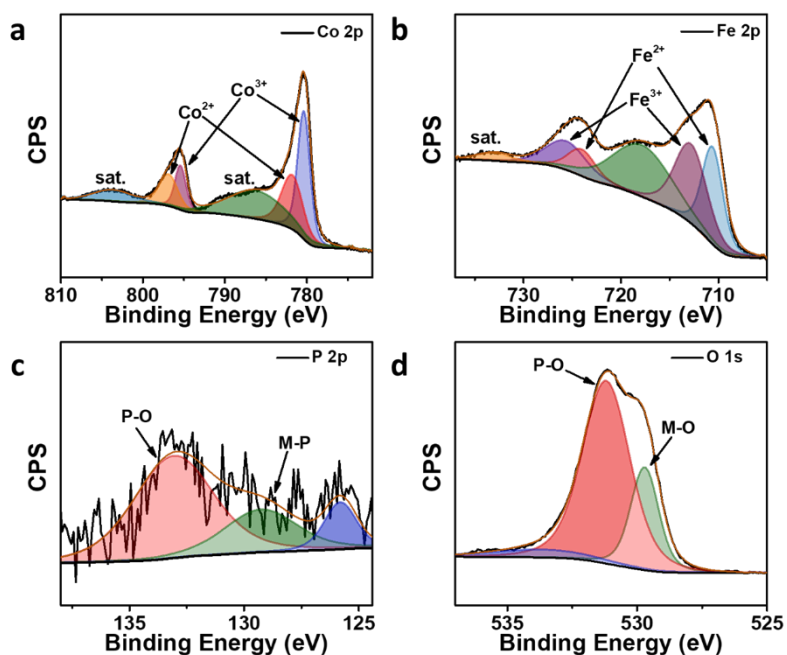 a
Co 2p
Co3+
Co2+
sat.
sat.
CPS
810 800 790 780
Binding Energy (eV)
b
Fe 2p
Fe2+
Fe3+
sat.
CPS
730 720 710
Binding Energy (eV)
c
P 2p
P-O
M-P
CPS
135 130 125
Binding Energy (eV)
d
O 1s
P-O
M-O
CPS
535 530 525
Binding Energy (eV)